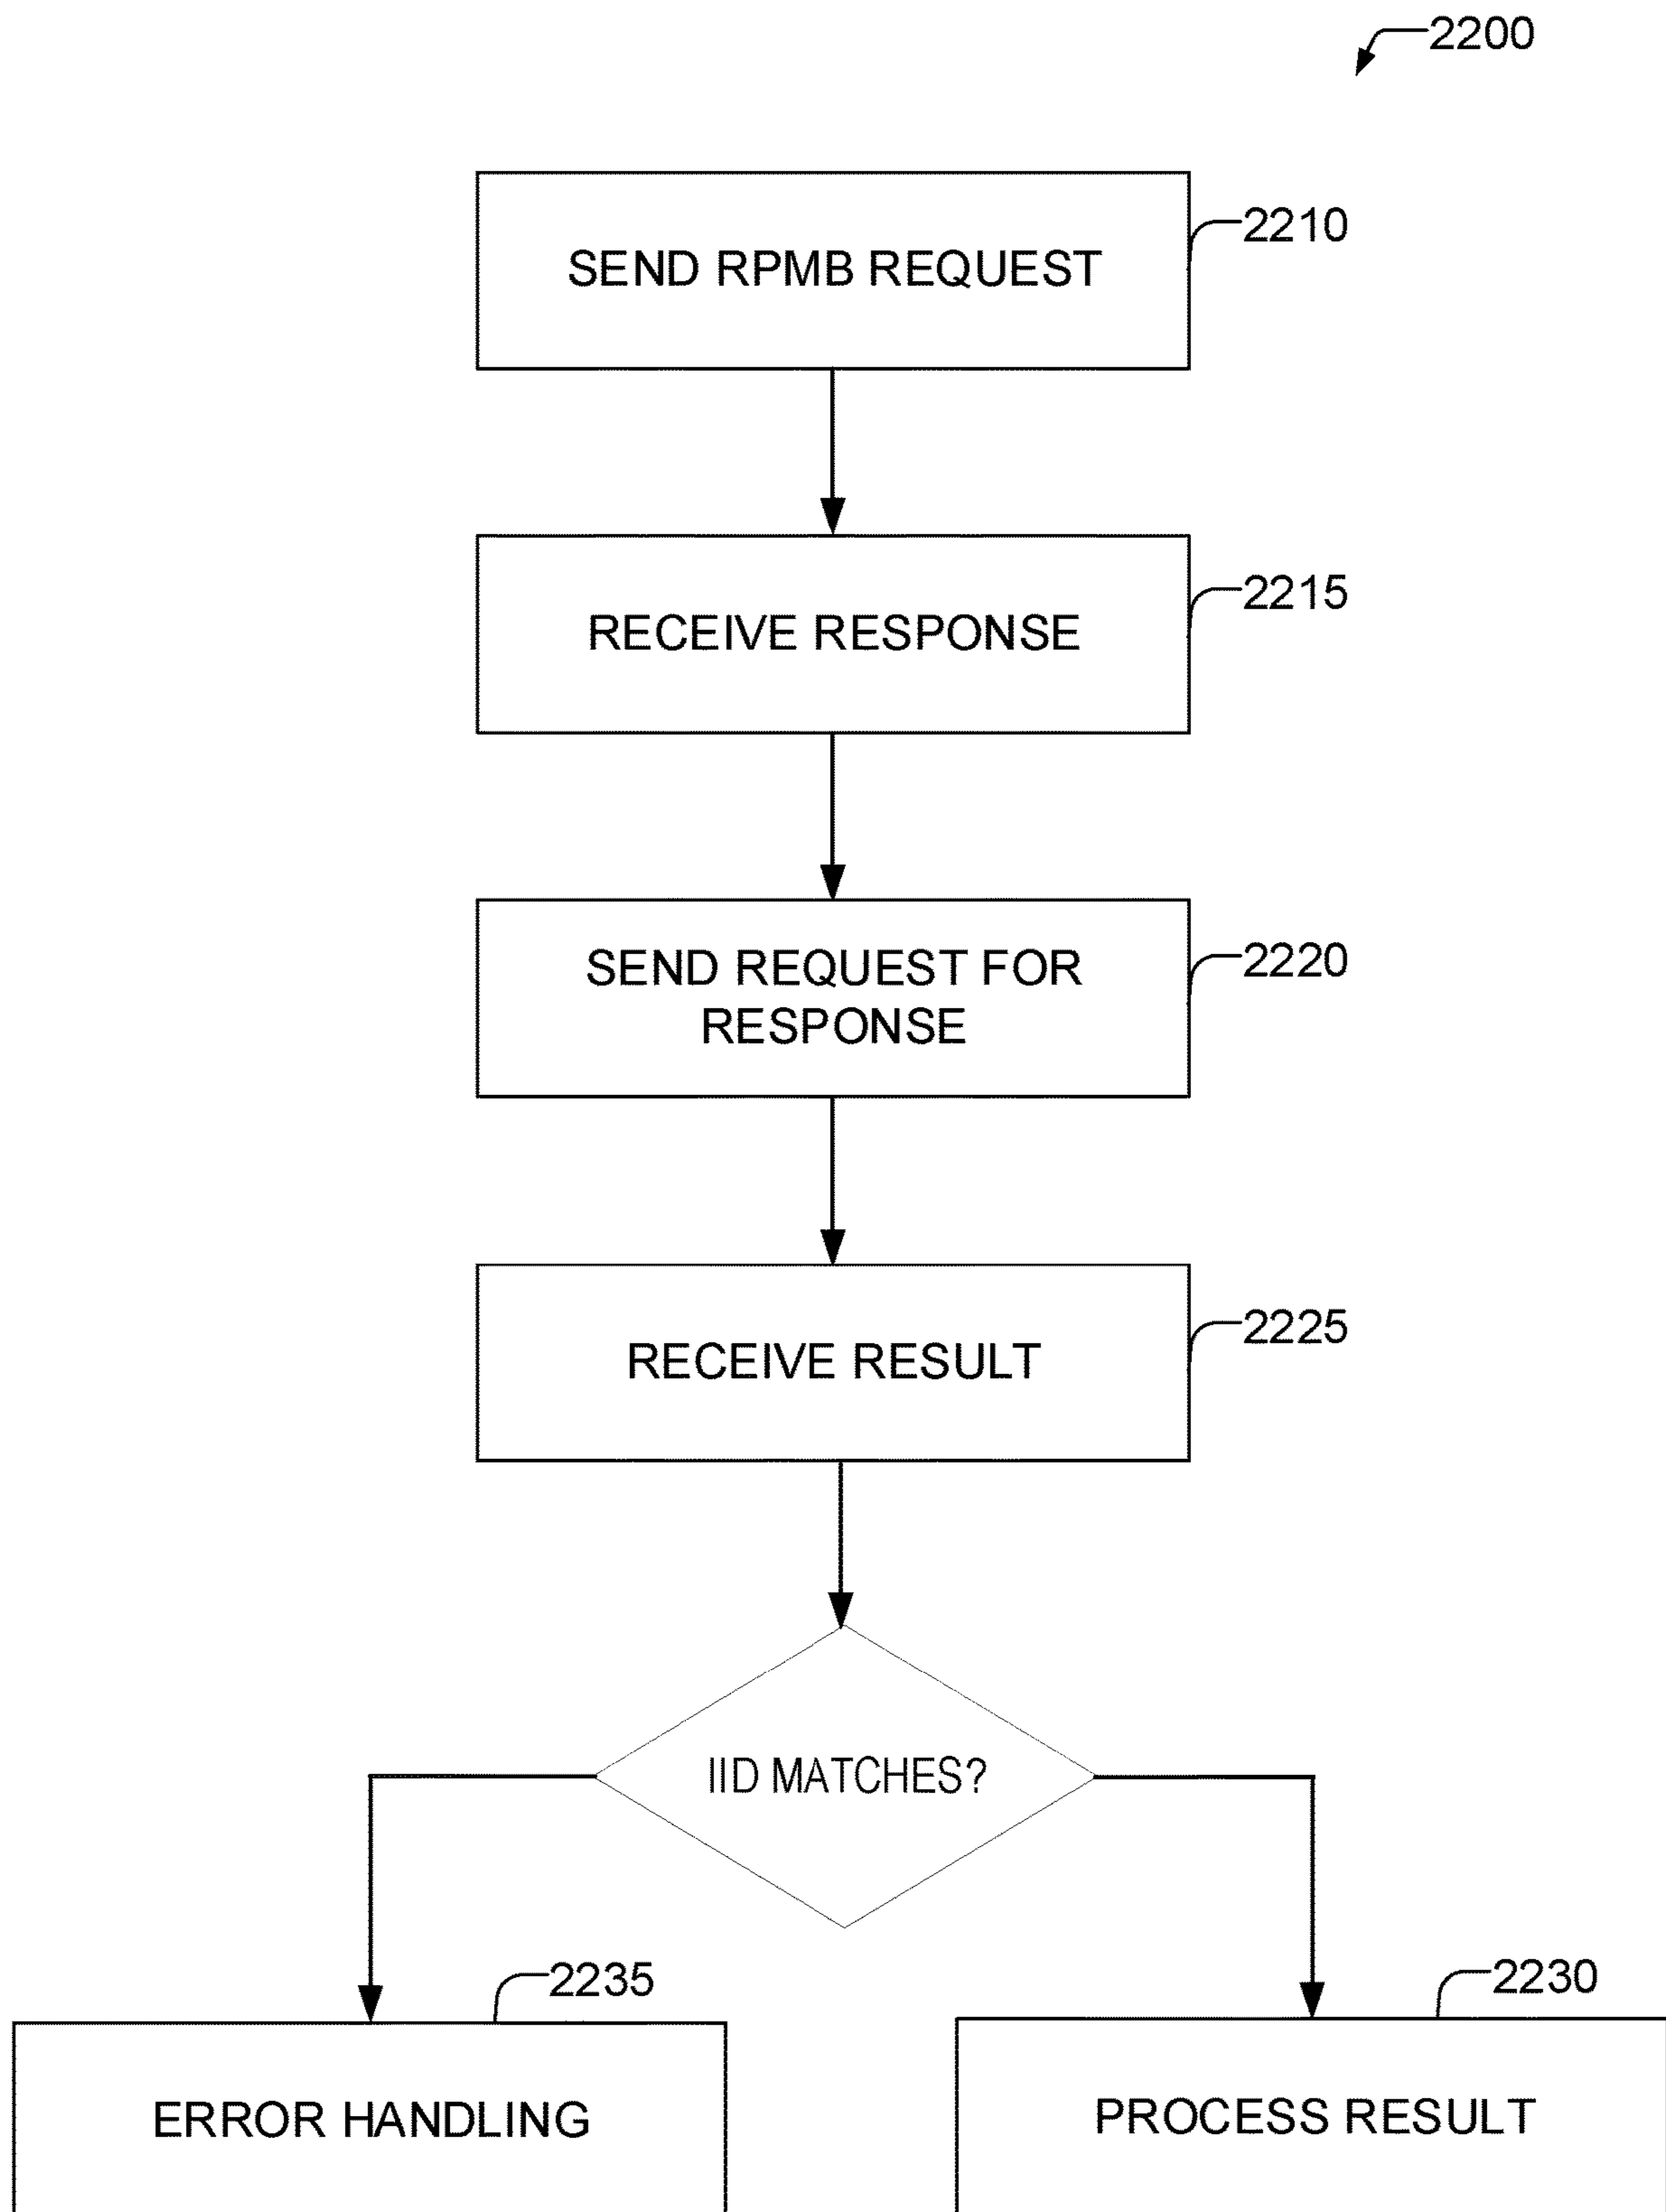 2200
SEND RPMB REQUEST
2210
RECEIVE RESPONSE
2215
SEND REQUEST FOR
RESPONSE
2220
RECEIVE RESULT
2225
IID MATCHES?
2235
ERROR HANDLING
2230
PROCESS RESULT